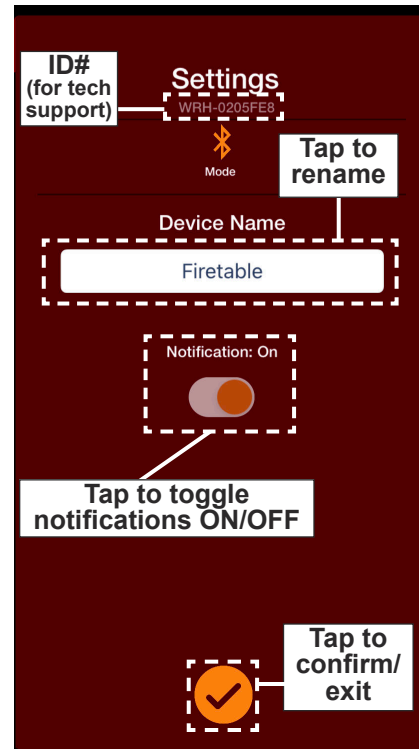 ID#
(for tech
support)
Settings
WRH-0205FE8
Mode
Tap to
rename
Device Name
Firetable
Notification: On
Tap to toggle
notifications ON/OFF
Tap to
confirm/
exit